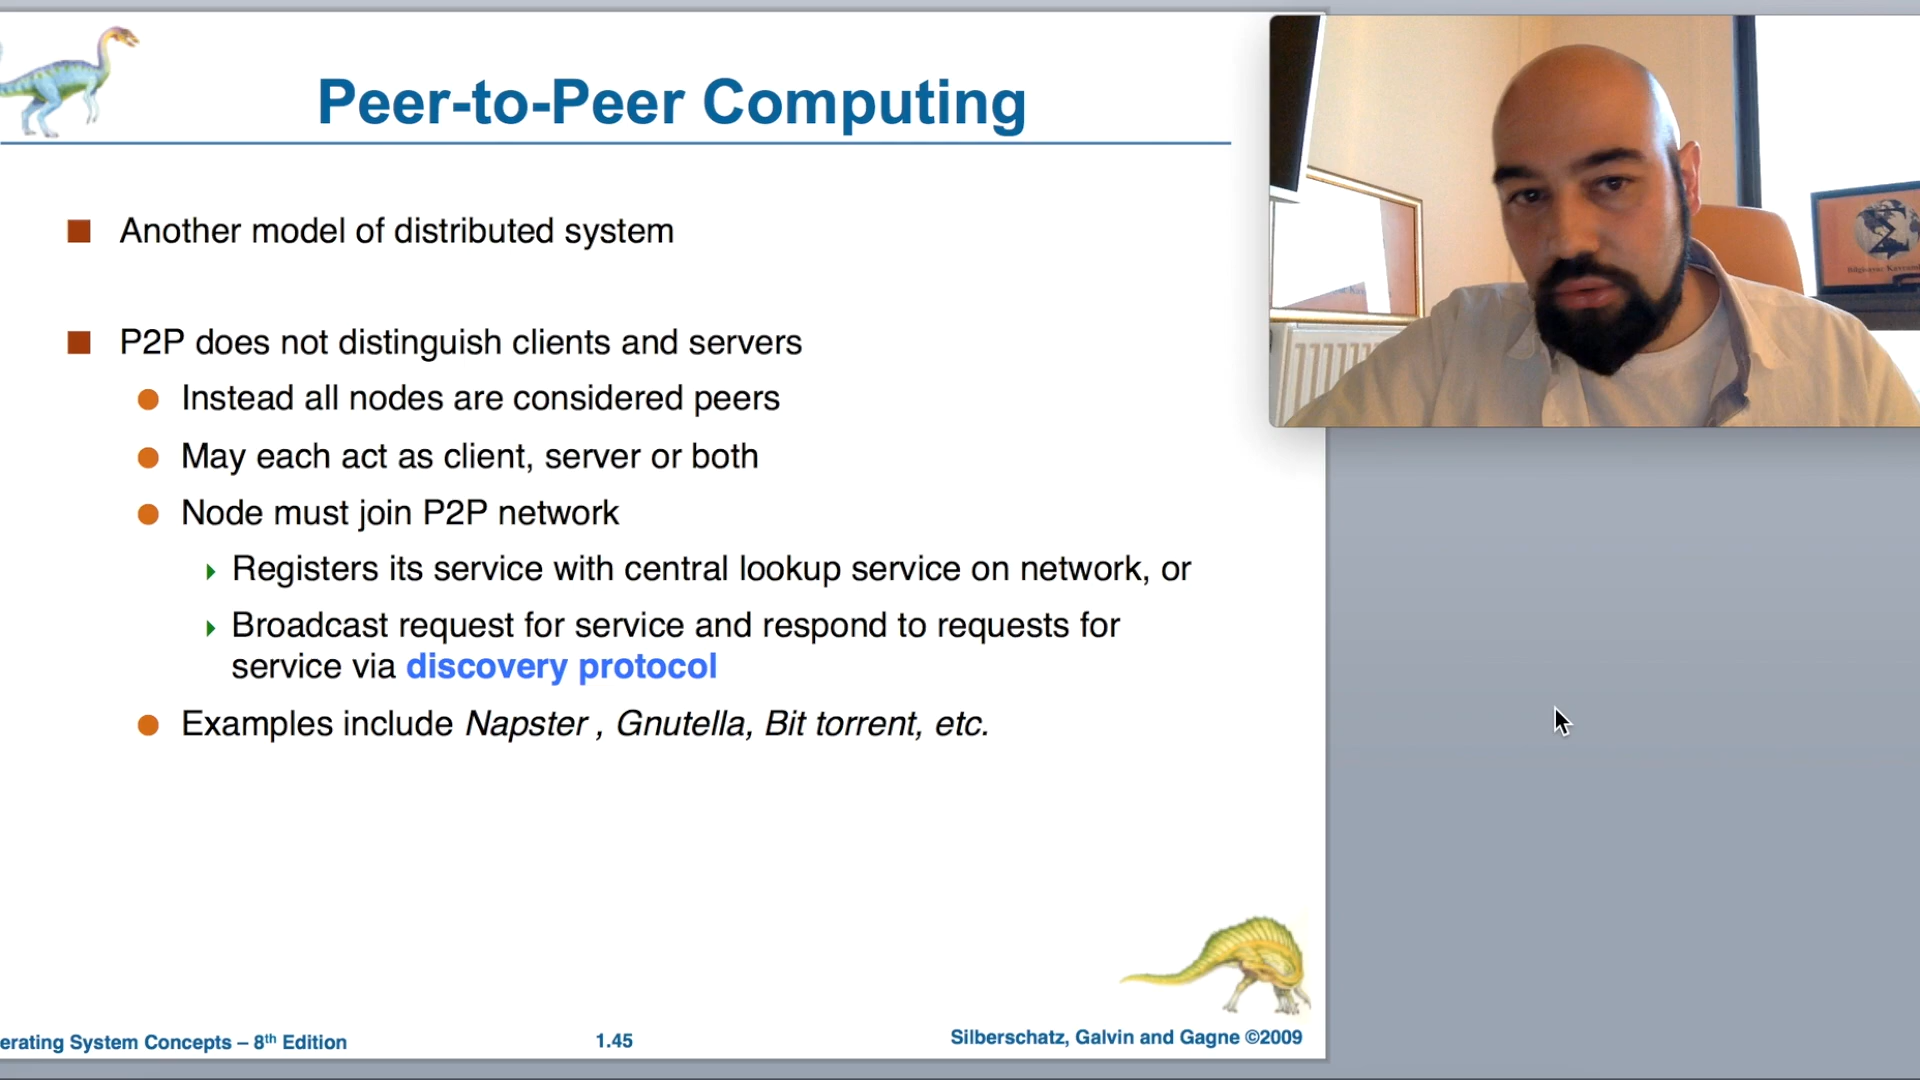 Peer-to-Peer Computing
Another model of distributed system
P2P does not distinguish clients and servers
Instead all nodes are considered peers
May each act as client, server or both
Node must join P2P network
Registers its service with central lookup service on network, or
Broadcast request for service and respond to requests for
service via discovery protocol
Examples include Napster , Gnutella, Bit torrent, etc.
erating System Concepts – 8th Edition
1.45
Silberschatz, Galvin and Gagne ©2009
Bilgisayar